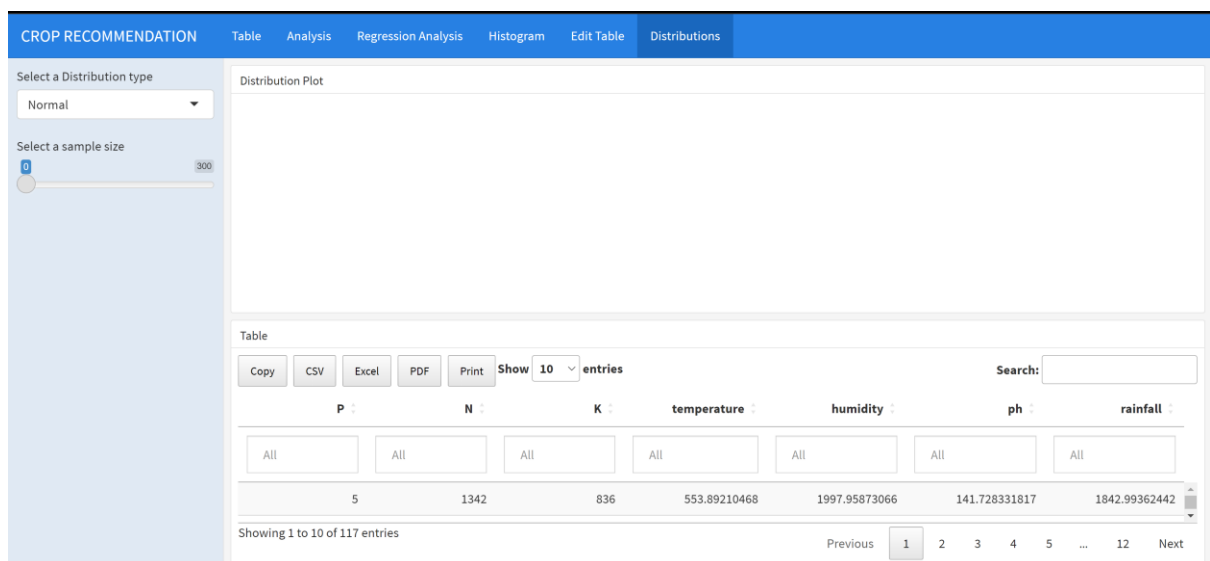 CROP RECOMMENDATION Table Analysis Regression Analysis Histogram Edit Table Distributions
Select a Distribution type
Normal
Select a sample size
0 300
Distribution Plot
Table
Copy CSV Excel PDF Print Show 10 entries Search:
P N K temperature humidity ph rainfall
All All All All All All All
5 1342 836 553.89210468 1997.95873066 141.728331817 1842.99362442
Showing 1 to 10 of 117 entries
Previous 1 2 3 4 5 ... 12 Next